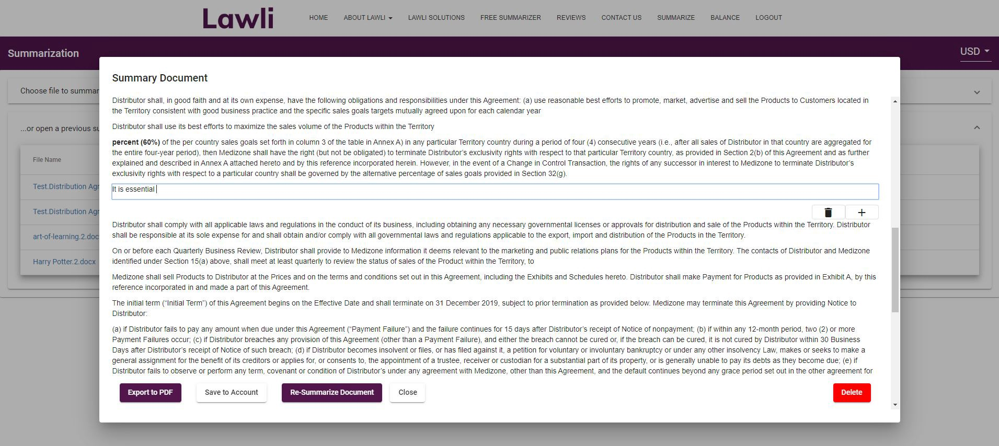 Lawli
HOME ABOUT LAWLI LAWLI SOLUTIONS FREE SUMMARIZER REVIEWS CONTACT US SUMMARIZE BALANCE LOGOUT
Summarization
USD
Choose file to summar
...or open a previous su
File Name
Test.Distribution Agr
Test.Distribution Agr
art-of-learning.2.doc
Harry Potter.2.docx
Summary Document
Distributor shall, in good faith and at its own expense, have the following obligations and responsibilities under this Agreement: (a) use reasonable best efforts to promote, market, advertise and sell the Products to Customers located in
the Territory consistent with good business practice and the specific sales goals targets mutually agreed upon for each calendar year
Distributor shall use its best efforts to maximize the sales volume of the Products within the Territory
percent (60%) of the per country sales goals set forth in column 3 of the table in Annex A) in any particular Territory country during a period of four (4) consecutive years (i.e., after all sales of Distributor in that country are aggregated for
the entire four-year period), then Medizone shall have the right (but not be obligated) to terminate Distributor's exclusivity rights with respect to that particular Territory country, as provided in Section 2(b) of this Agreement and as further
explained and described in Annex A attached hereto and by this reference incorporated herein. However, in the event of a Change in Control Transaction, the rights of any successor in interest to Medizone to terminate Distributor's
exclusivity rights with respect to a particular country shall be governed by the alternative percentage of sales goals provided in Section 32(g).
It is essential
Distributor shall comply with all applicable laws and regulations in the conduct of its business, including obtaining any necessary governmental licenses or approvals for distribution and sale of the Products within the Territory. Distributor
shall be responsible at its sole expense for and shall obtain and/or comply with all governmental laws and regulations applicable to the export, import and distribution of the Products in the Territory.
On or before each Quarterly Business Review, Distributor shall provide to Medizone information it deems relevant to the marketing and public relations plans for the Products within the Territory. The contacts of Distributor and Medizone
identified under Section 15(a) above, shall meet at least quarterly to review the status of sales of the Product within the Territory, to
Medizone shall sell Products to Distributor at the Prices and on the terms and conditions set out in this Agreement, including the Exhibits and Schedules hereto. Distributor shall make Payment for Products as provided in Exhibit A, by this
reference incorporated in and made a part of this Agreement.
The initial term (“Initial Term”) of this Agreement begins on the Effective Date and shall terminate on 31 December 2019, subject to prior termination as provided below. Medizone may terminate this Agreement by providing Notice to
Distributor:
(a) if Distributor fails to pay any amount when due under this Agreement (“Payment Failure”) and the failure continues for 15 days after Distributor’s receipt of Notice of nonpayment; (b) if within any 12-month period, two (2) or more
Payment Failures occur; (c) if Distributor breaches any provision of this Agreement (other than a Payment Failure), and either the breach cannot be cured or, if the breach can be cured, it is not cured by Distributor within 30 Business
Days after Distributor’s receipt of Notice of such breach; (d) if Distributor becomes insolvent or files, or has filed against it, a petition for voluntary or involuntary bankruptcy or under any other insolvency Law, makes or seeks to make a
general assignment for the benefit of its creditors or applies for, or consents to, the appointment of a trustee, receiver or custodian for a substantial part of its property, or is generally unable to pay its debts as they become due; (e) if
Distributor fails to observe or perform any term, covenant or condition of Distributor’s under any agreement with Medizone, other than this Agreement, and the default continues beyond any grace period set out in the other agreement for
Export to PDF Save to Account Re-Summarize Document Close Delete